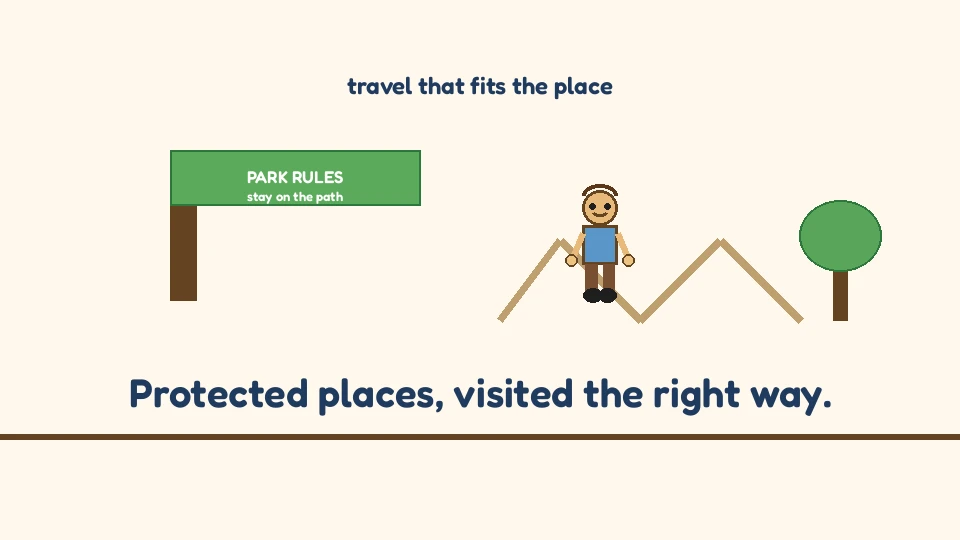 travel that fits the place
PARK RULES
stay on the path
Protected places, visited the right way.